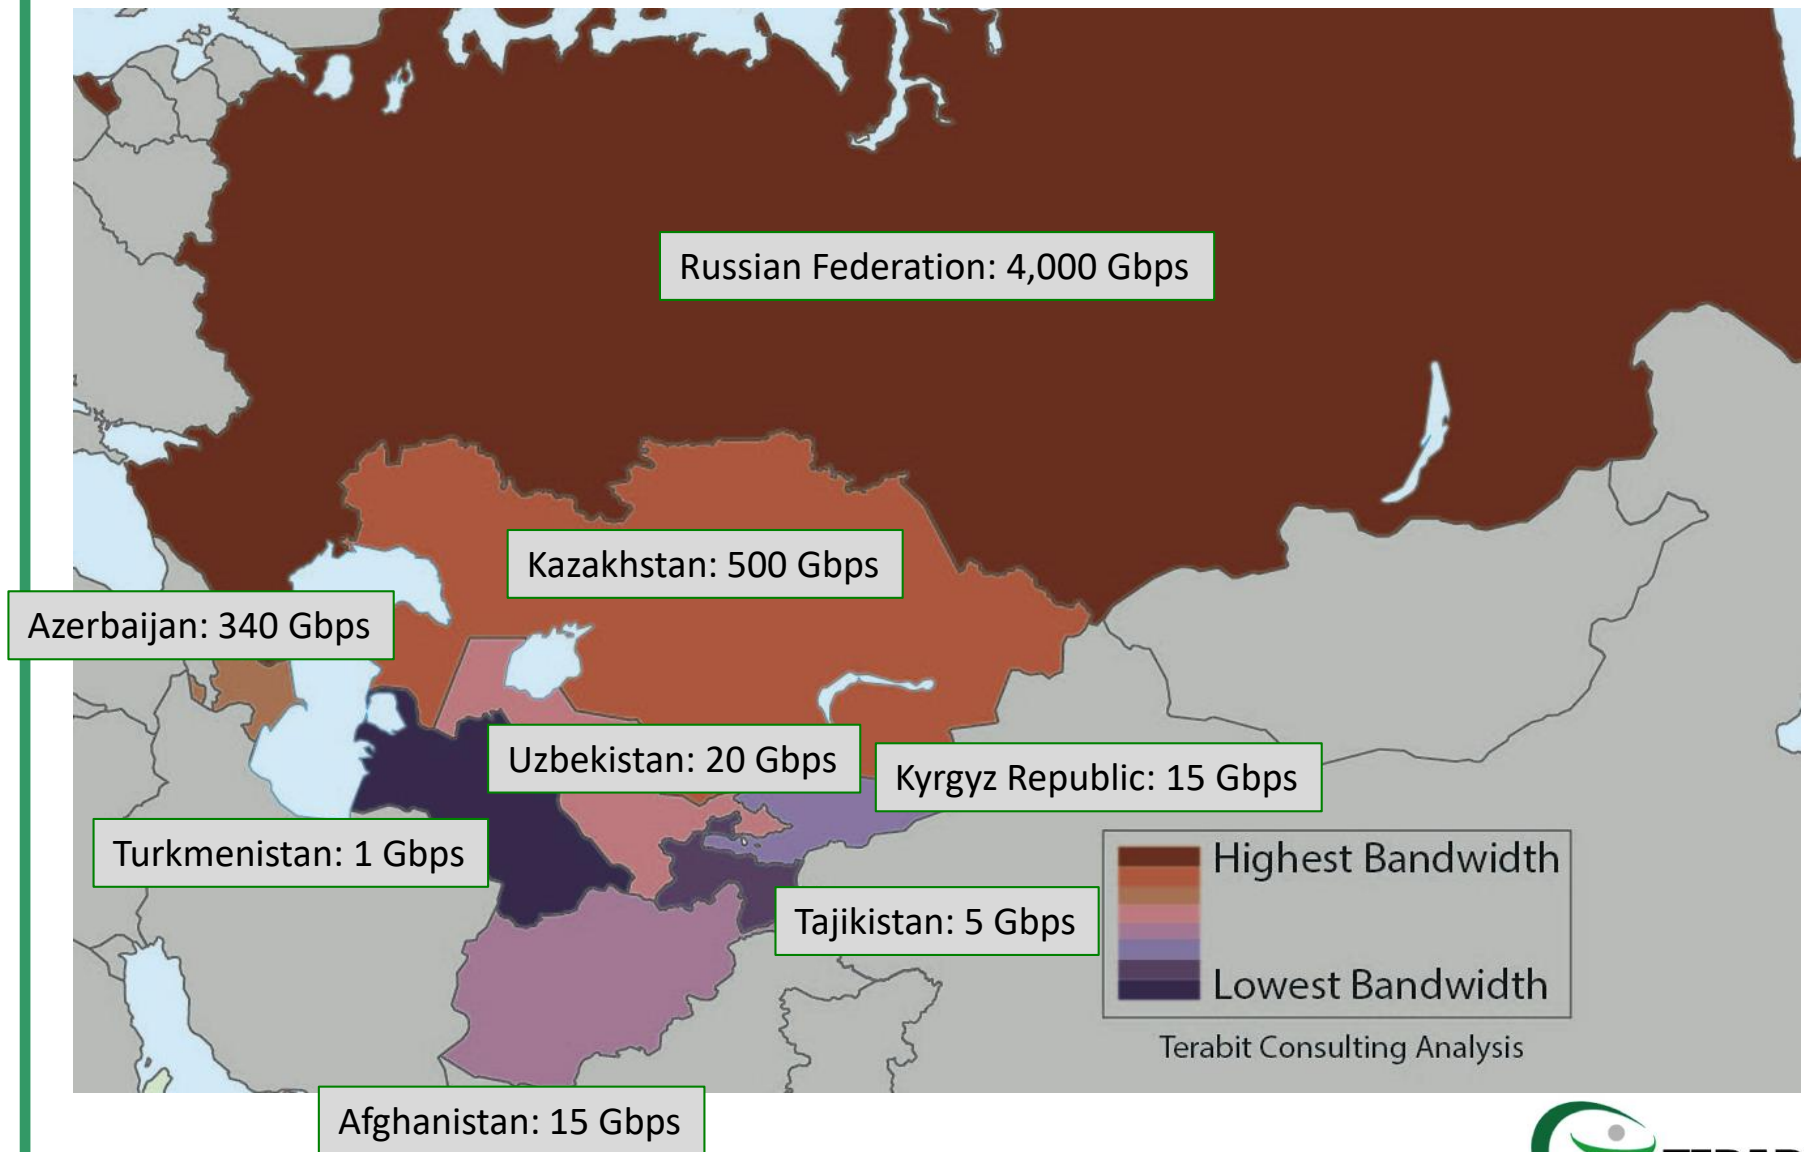 Russian Federation: 4,000 Gbps
Kazakhstan: 500 Gbps
Azerbaijan: 340 Gbps
Uzbekistan: 20 Gbps
Kyrgyz Republic: 15 Gbps
Turkmenistan: 1 Gbps
Tajikistan: 5 Gbps
Highest Bandwidth
Lowest Bandwidth
Terabit Consulting Analysis
Afghanistan: 15 Gbps